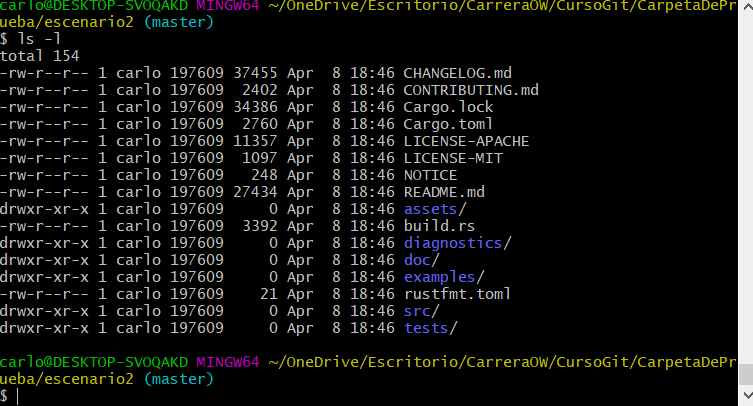 carlo@DESKTOP-SVOQAKD MINGW64 ~/OneDrive/Escritorio/CarreraOW/CursoGit/CarpetaDePr
ueba/escenario2 (master)
$ ls -l
total 154
-rw-r--r-- 1 carlo 197609 37455 Apr  8 18:46 CHANGELOG.md
-rw-r--r-- 1 carlo 197609  2402 Apr  8 18:46 CONTRIBUTING.md
-rw-r--r-- 1 carlo 197609 34386 Apr  8 18:46 Cargo.lock
-rw-r--r-- 1 carlo 197609  2760 Apr  8 18:46 Cargo.toml
-rw-r--r-- 1 carlo 197609 11357 Apr  8 18:46 LICENSE-APACHE
-rw-r--r-- 1 carlo 197609  1097 Apr  8 18:46 LICENSE-MIT
-rw-r--r-- 1 carlo 197609   248 Apr  8 18:46 NOTICE
-rw-r--r-- 1 carlo 197609 27434 Apr  8 18:46 README.md
drwxr-xr-x 1 carlo 197609     0 Apr  8 18:46 assets/
-rw-r--r-- 1 carlo 197609  3392 Apr  8 18:46 build.rs
drwxr-xr-x 1 carlo 197609     0 Apr  8 18:46 diagnostics/
drwxr-xr-x 1 carlo 197609     0 Apr  8 18:46 doc/
drwxr-xr-x 1 carlo 197609     0 Apr  8 18:46 examples/
-rw-r--r-- 1 carlo 197609    21 Apr  8 18:46 rustfmt.toml
drwxr-xr-x 1 carlo 197609     0 Apr  8 18:46 src/
drwxr-xr-x 1 carlo 197609     0 Apr  8 18:46 tests/
carlo@DESKTOP-SVOQAKD MINGW64 ~/OneDrive/Escritorio/CarreraOW/CursoGit/CarpetaDePr
ueba/escenario2 (master)
$